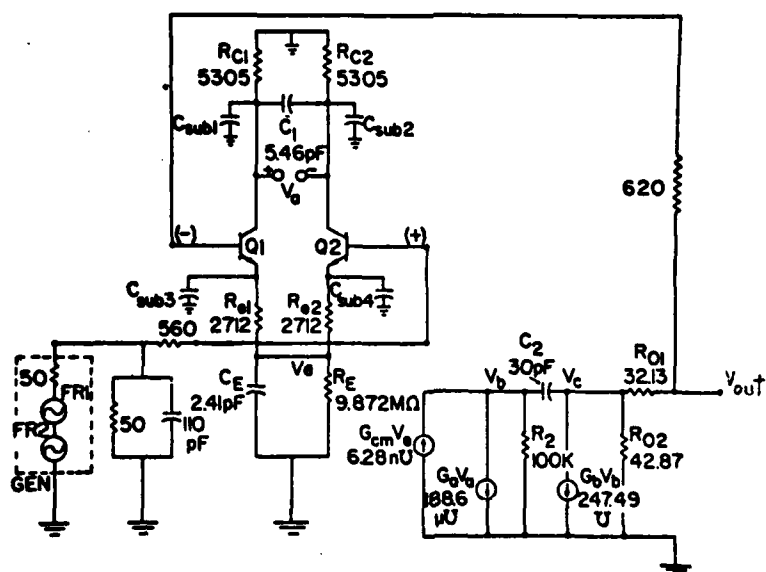 RC1
5305
RC2
5305
Csub1
C1
Csub2
5.46pF
+ -
Va
620
(-)
Q1
Q2
(+)
Csub3
Re1
2712
Re2
2712
Csub4
560
50
FR1
FR2
GEN
50
110
pF
CE
2.41pF
Ve
RE
9.872MΩ
C2
30pF
Vb
Vc
RO1
32.13
Vout
GcmVe
6.28n℧
GaVa
188.6
μ℧
R2
100K
GbVb
247.49
℧
RO2
42.87